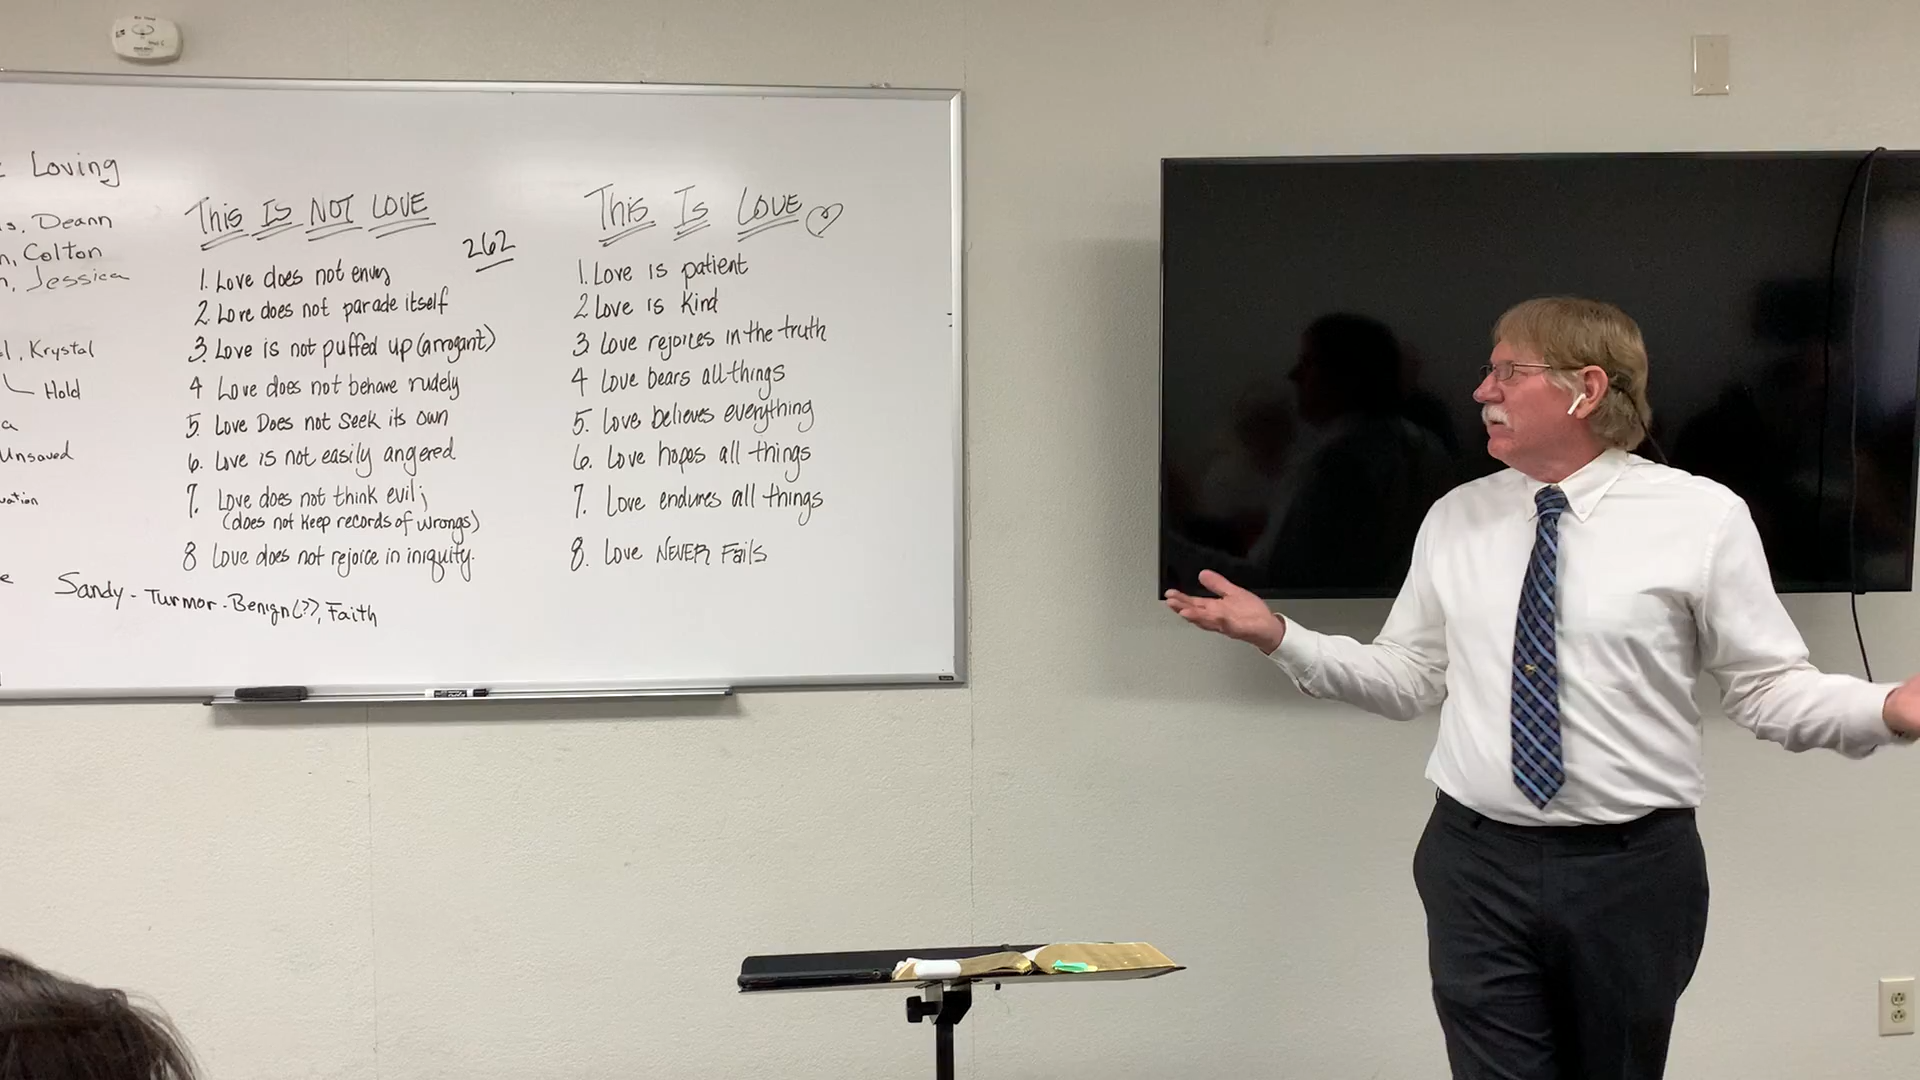 Loving
Deann
Colton
Jessica
Krystal
Hold
Unsaved
Sandy - Turmor - Benign(??), Faith
This IS NOT LOVE
262
1. Love does not envy
2. Love does not parade itself
3. Love is not puffed up (arrogant)
4 Love does not behave rudely
5. Love Does not seek its own
6. Love is not easily angered
7. Love does not think evil;
(does not keep records of wrongs)
8 Love does not rejoice in iniquity.
This Is LOVE
1. Love is patient
2 Love is Kind
3 Love rejoices in the truth
4 Love bears all things
5. Love believes everything
6. Love hopes all things
7. Love endures all things
8. Love NEVER Fails